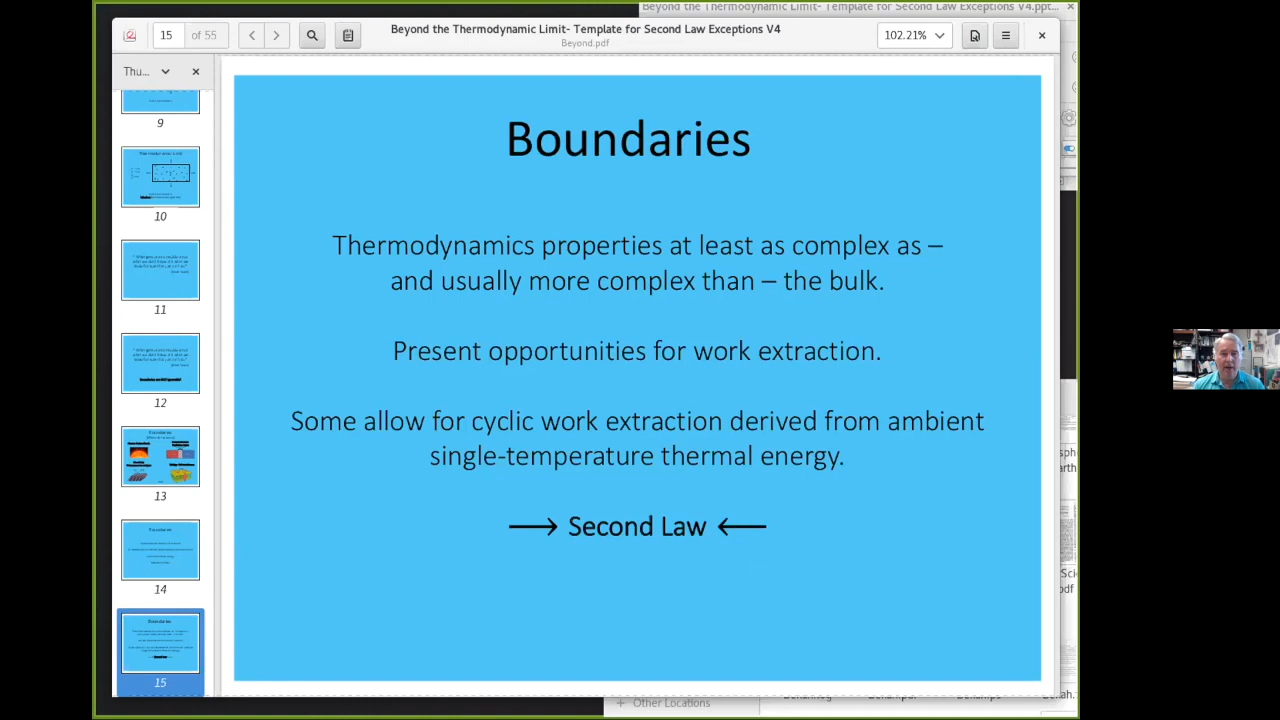 Beyond the Thermodynamic Limit- Template for Second Law Exceptions V4.ppt...
15 of 55
Beyond the Thermodynamic Limit- Template for Second Law Exceptions V4
Beyond.pdf
102.21%
Thu...
9
10
11
12
13
14
15
Boundaries
Thermodynamics properties at least as complex as –
and usually more complex than – the bulk.
Present opportunities for work extraction.
Some allow for cyclic work extraction derived from ambient
single-temperature thermal energy.
⟶ Second Law ⟵
Other Locations